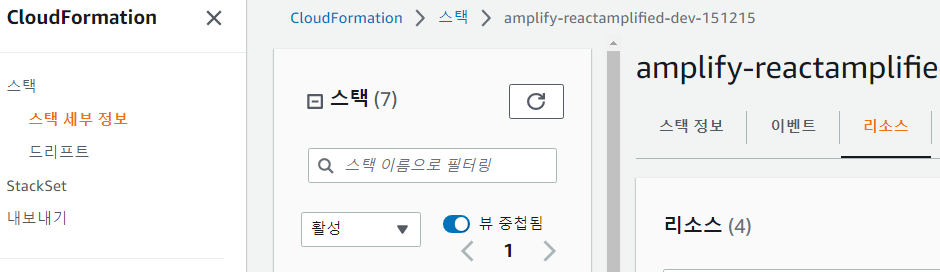 CloudFormation
스택
스택 세부 정보
드리프트
StackSet
내보내기
CloudFormation > 스택 > amplify-reactamplified-dev-151215
스택 (7)
스택 이름으로 필터링
활성
뷰 중첩됨
1
amplify-reactamplifie
스택 정보
이벤트
리소스
리소스 (4)